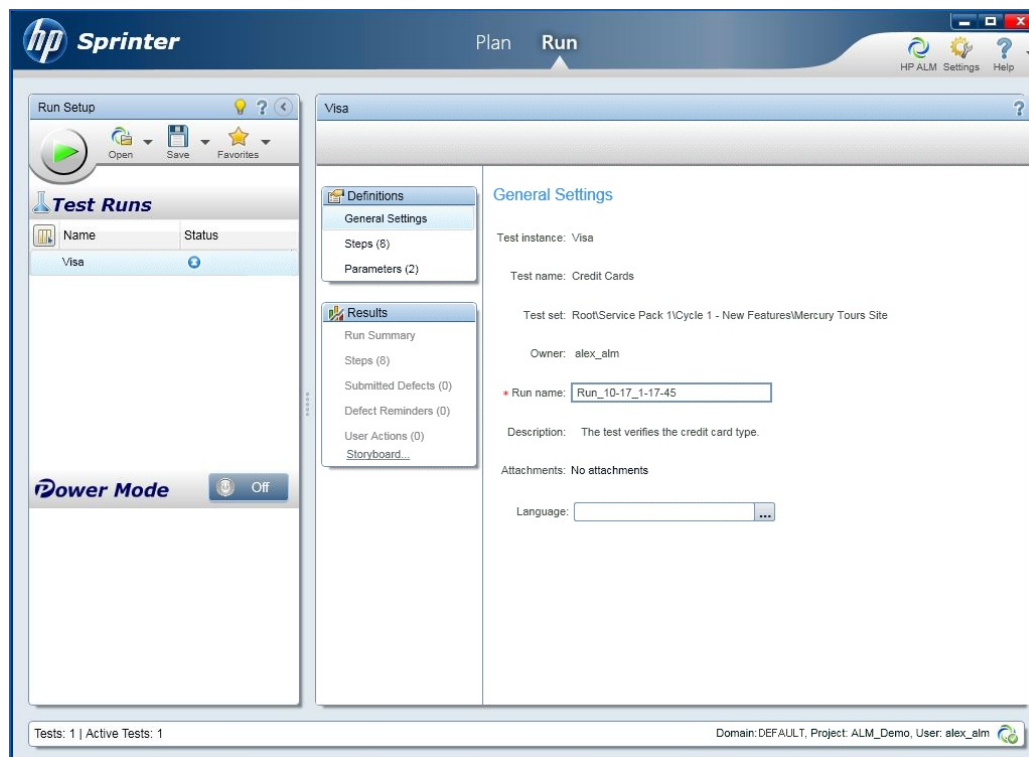 hp Sprinter
Plan Run
HP ALM Settings Help
Run Setup ?
Open Save Favorites
Test Runs
Name Status
Visa
Power Mode Off
Visa ?
Definitions
General Settings
Steps (8)
Parameters (2)
Results
Run Summary
Steps (8)
Submitted Defects (0)
Defect Reminders (0)
User Actions (0)
Storyboard...
General Settings
Test instance: Visa
Test name: Credit Cards
Test set: Root\Service Pack 1\Cycle 1 - New Features\Mercury Tours Site
Owner: alex_alm
* Run name: Run_10-17_1-17-45
Description: The test verifies the credit card type.
Attachments: No attachments
Language: ...
Tests: 1 | Active Tests: 1
Domain:DEFAULT, Project: ALM_Demo, User: alex_alm